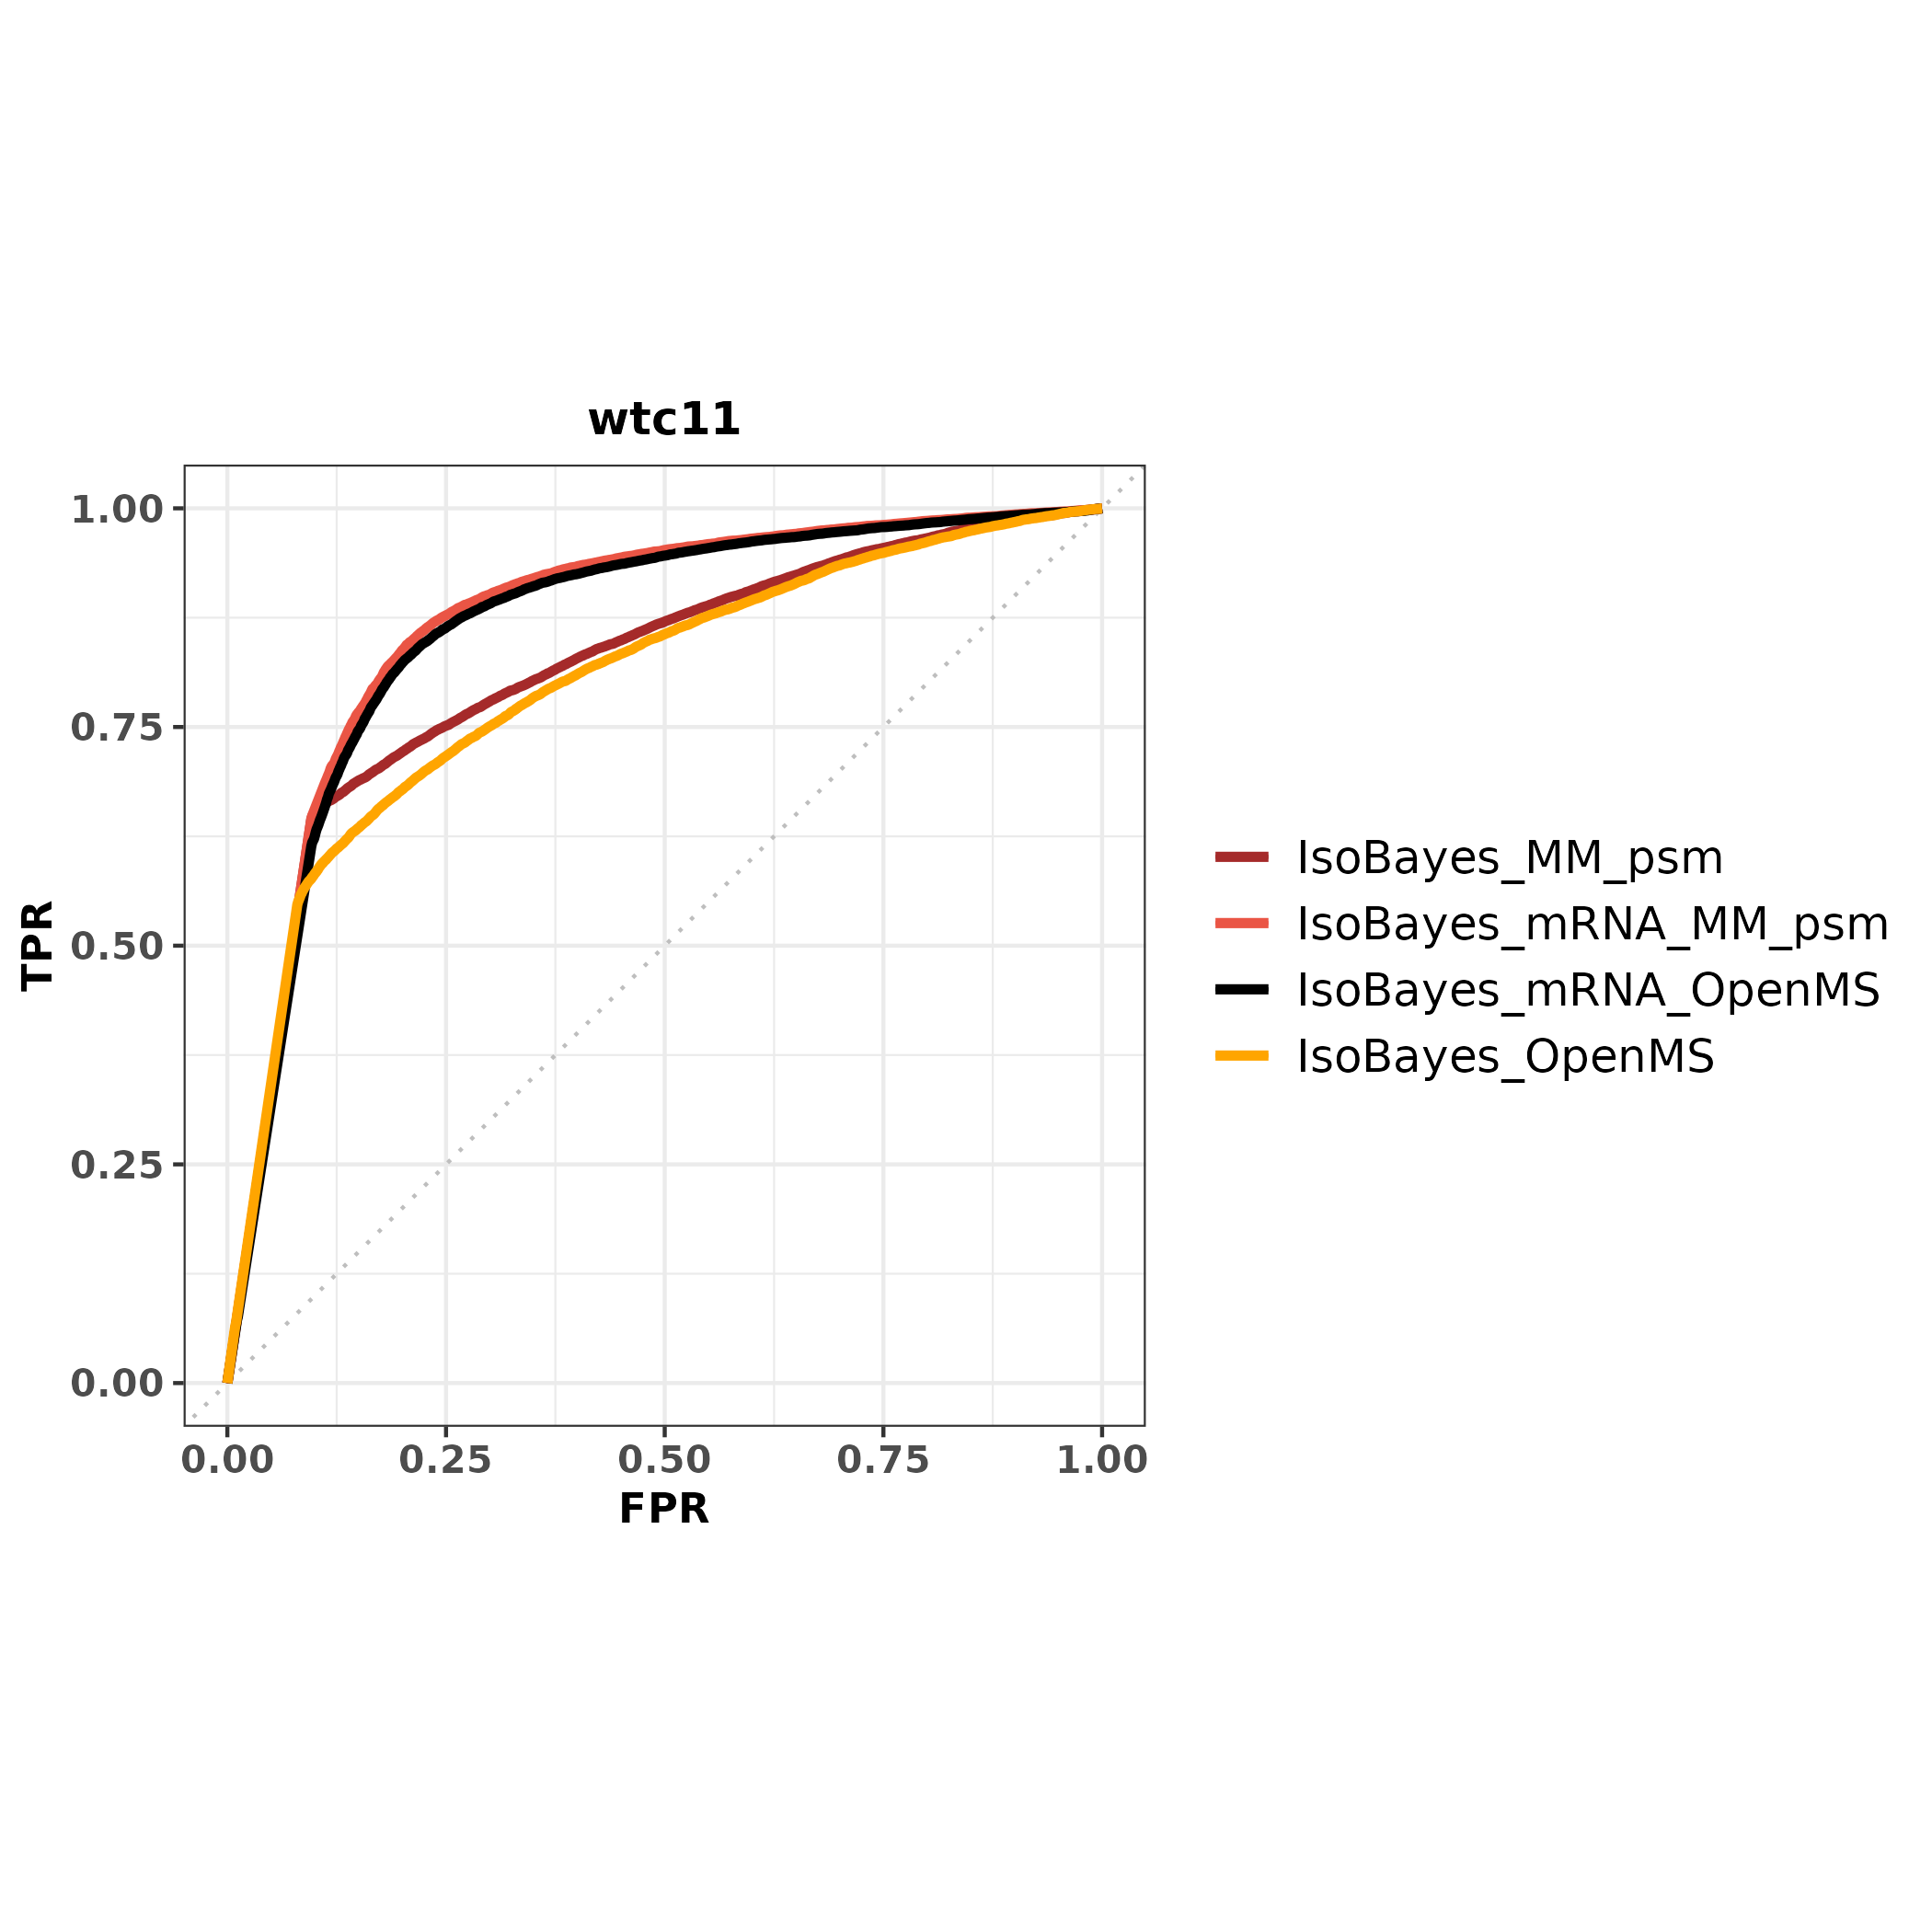 wtc11
1.00
0.75
0.50
0.25
0.00
TPR
0.00 0.25 0.50 0.75 1.00
FPR
IsoBayes_MM_psm
IsoBayes_mRNA_MM_psm
IsoBayes_mRNA_OpenMS
IsoBayes_OpenMS